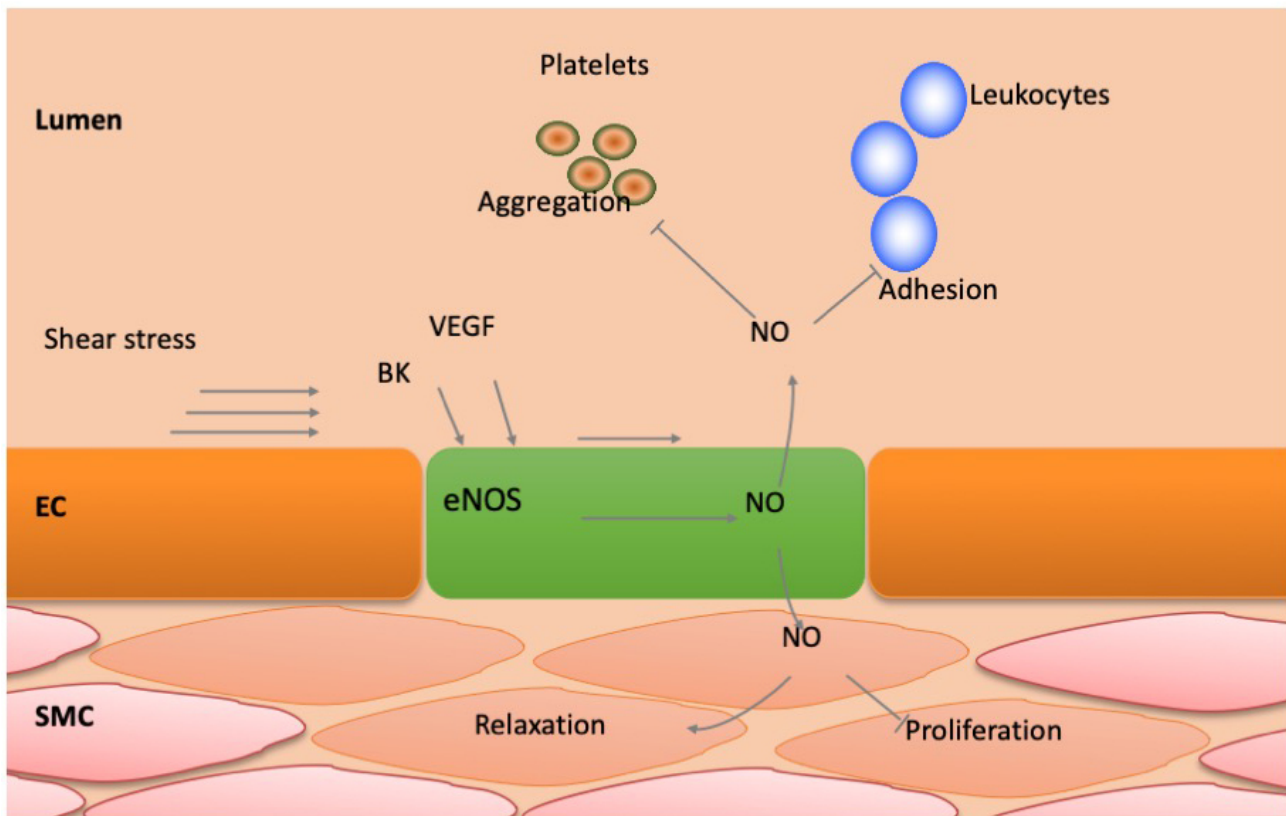 Platelets
Leukocytes
Lumen
Aggregation
Adhesion
VEGF
NO
Shear stress
BK
eNOS
NO
EC
NO
SMC
Relaxation
Proliferation